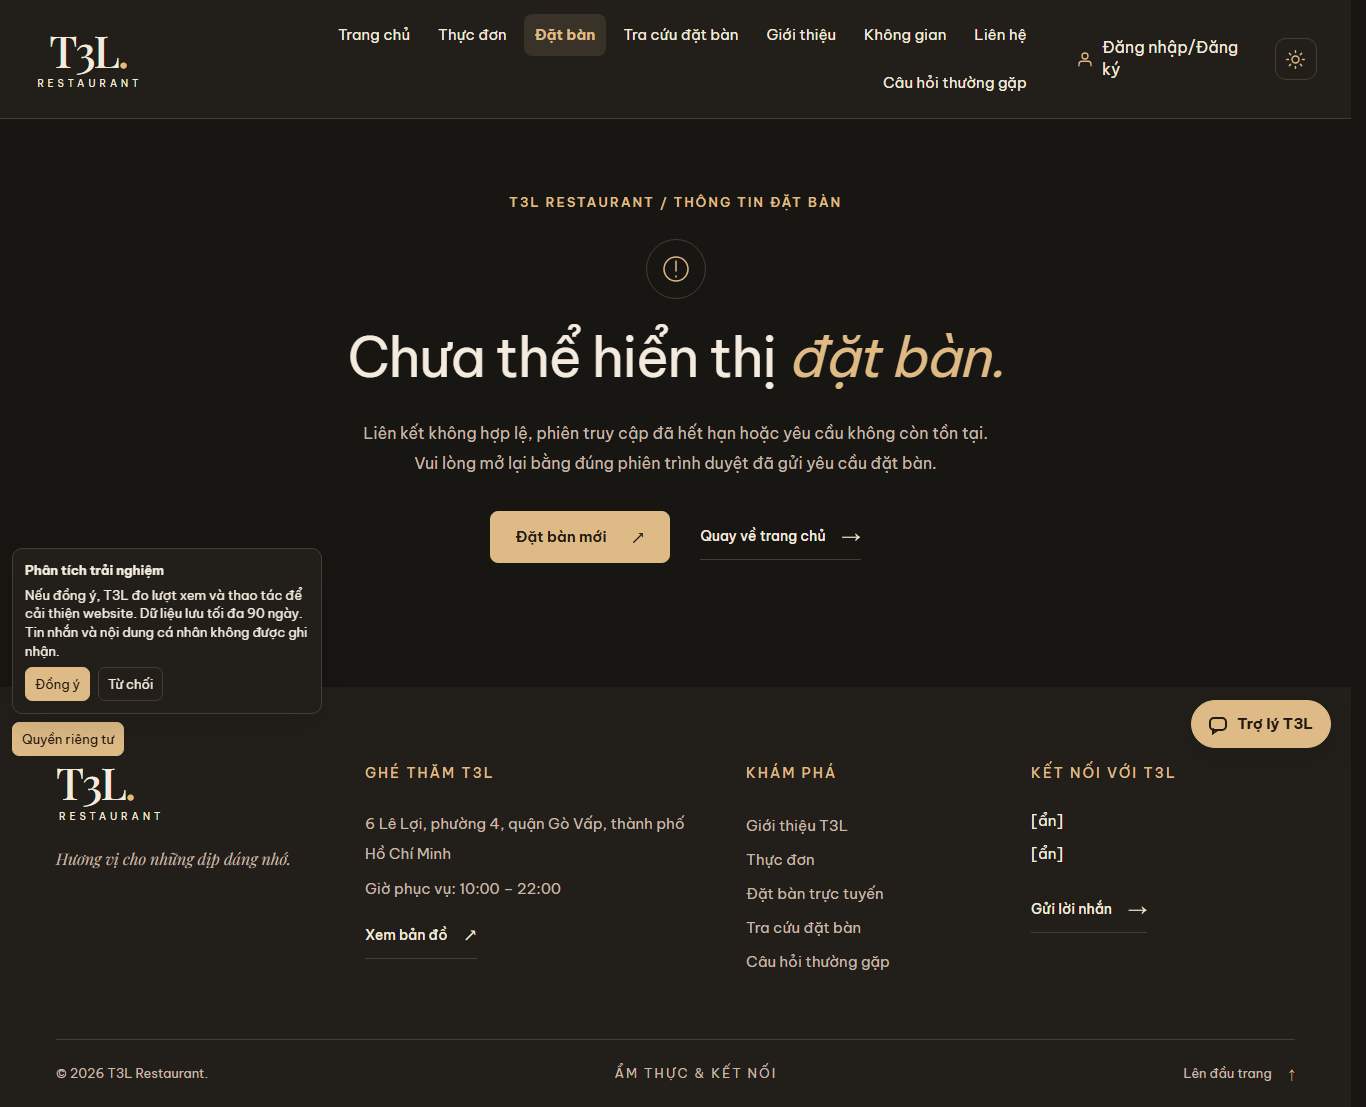 T3L.
RESTAURANT
Trang chủ
Thực đơn
Đặt bàn
Tra cứu đặt bàn
Giới thiệu
Không gian
Liên hệ
Câu hỏi thường gặp
Đăng nhập/Đăng
ký
T3L RESTAURANT / THÔNG TIN ĐẶT BÀN
Chưa thể hiển thị đặt bàn.
Liên kết không hợp lệ, phiên truy cập đã hết hạn hoặc yêu cầu không còn tồn tại.
Vui lòng mở lại bằng đúng phiên trình duyệt đã gửi yêu cầu đặt bàn.
Đặt bàn mới ↗
Quay về trang chủ →
Phân tích trải nghiệm
Nếu đồng ý, T3L đo lượt xem và thao tác để
cải thiện website. Dữ liệu lưu tối đa 90 ngày.
Tin nhắn và nội dung cá nhân không được ghi
nhận.
Đồng ý
Từ chối
Quyền riêng tư
Trợ lý T3L
T3L.
RESTAURANT
Hương vị cho những dịp đáng nhớ.
GHÉ THĂM T3L
6 Lê Lợi, phường 4, quận Gò Vấp, thành phố
Hồ Chí Minh
Giờ phục vụ: 10:00 – 22:00
Xem bản đồ ↗
KHÁM PHÁ
Giới thiệu T3L
Thực đơn
Đặt bàn trực tuyến
Tra cứu đặt bàn
Câu hỏi thường gặp
KẾT NỐI VỚI T3L
[ẩn]
[ẩn]
Gửi lời nhắn →
© 2026 T3L Restaurant.
ẨM THỰC & KẾT NỐI
Lên đầu trang ↑